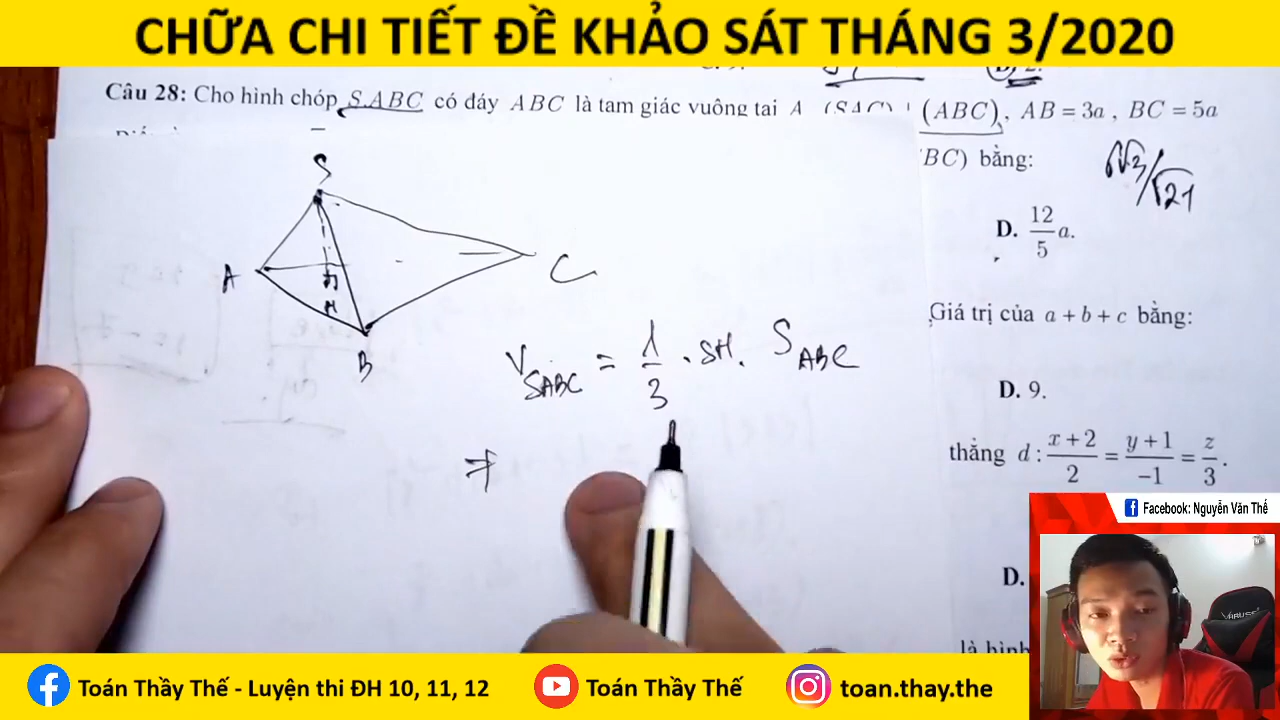 CHỮA CHI TIẾT ĐỀ KHẢO SÁT THÁNG 3/2020
Câu 28: Cho hình chóp S.ABC có đáy ABC là tam giác vuông tại A, (SAC) ⊥ (ABC), AB = 3a, BC = 5a
BC) bằng:
√3/√21
D. 12/5 a.
S
A
H
B
C
Giá trị của a + b + c bằng:
V_SABC = 1/3 . SH. S_ABC
D. 9.
⇒
thẳng d : x+2/2 = y+1/-1 = z/3.
Facebook: Nguyễn Văn Thế
D.
là hình
Toán Thầy Thế - Luyện thi ĐH 10, 11, 12
Toán Thầy Thế
toan.thay.the